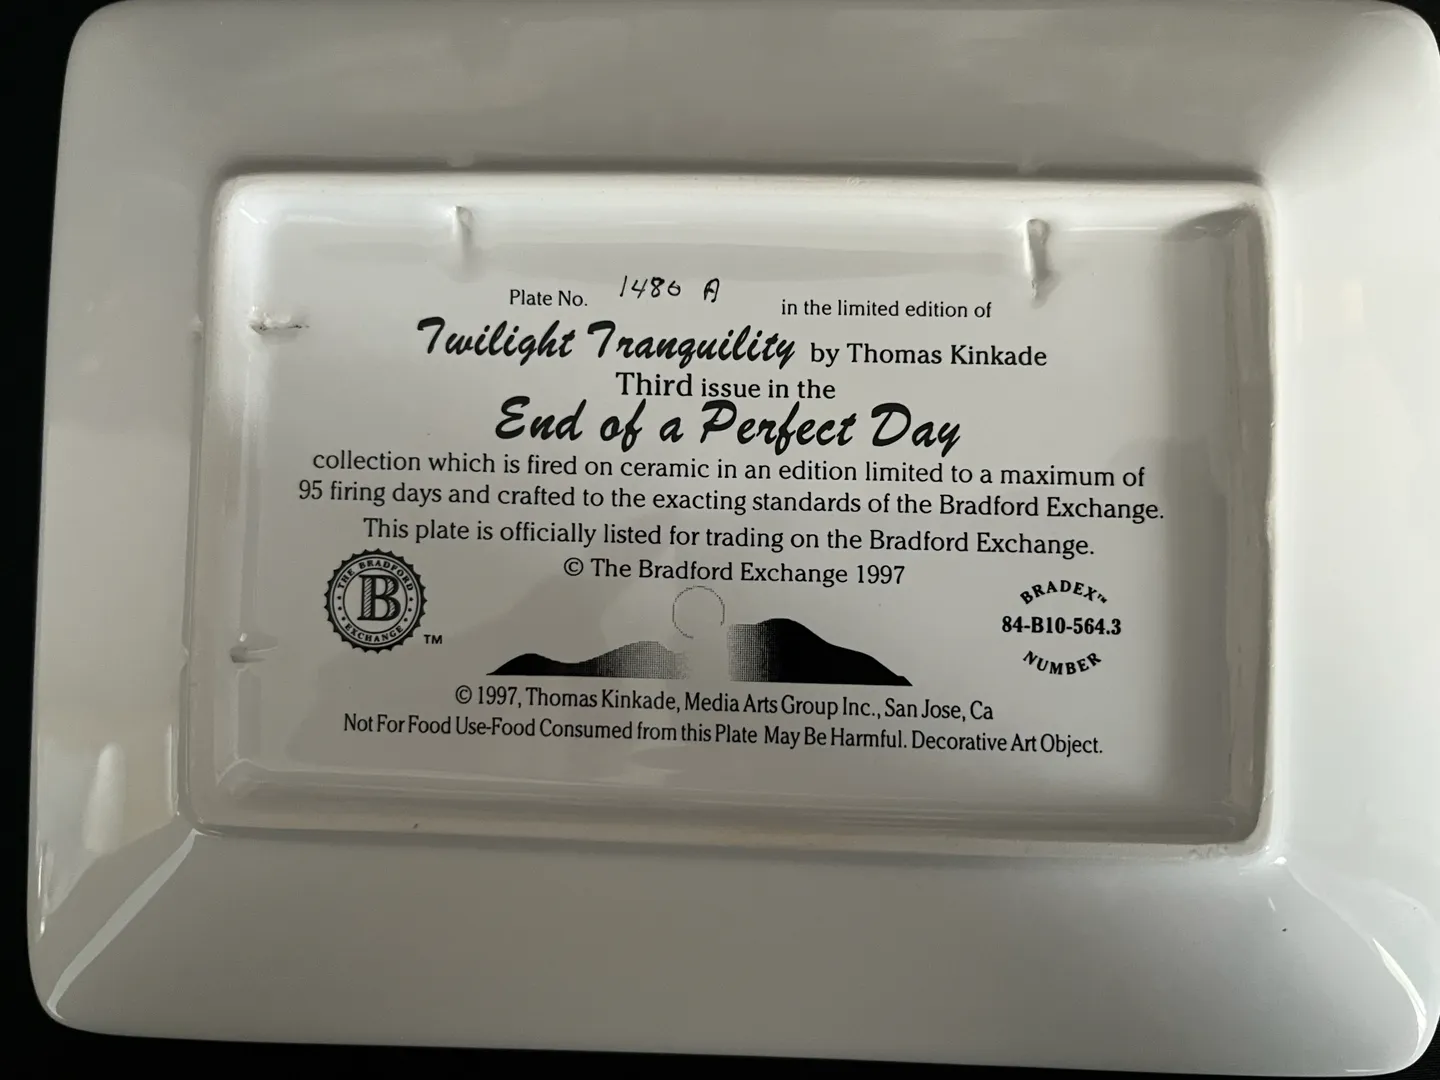 Plate No. 1480 A in the limited edition of
Twilight Tranquility by Thomas Kinkade
Third issue in the
End of a Perfect Day
collection which is fired on ceramic in an edition limited to a maximum of
95 firing days and crafted to the exacting standards of the Bradford Exchange.
This plate is officially listed for trading on the Bradford Exchange.
© The Bradford Exchange 1997
THE BRADFORD
B
EXCHANGE
TM
BRADEX™
84-B10-564.3
NUMBER
© 1997, Thomas Kinkade, Media Arts Group Inc., San Jose, Ca
Not For Food Use-Food Consumed from this Plate May Be Harmful. Decorative Art Object.